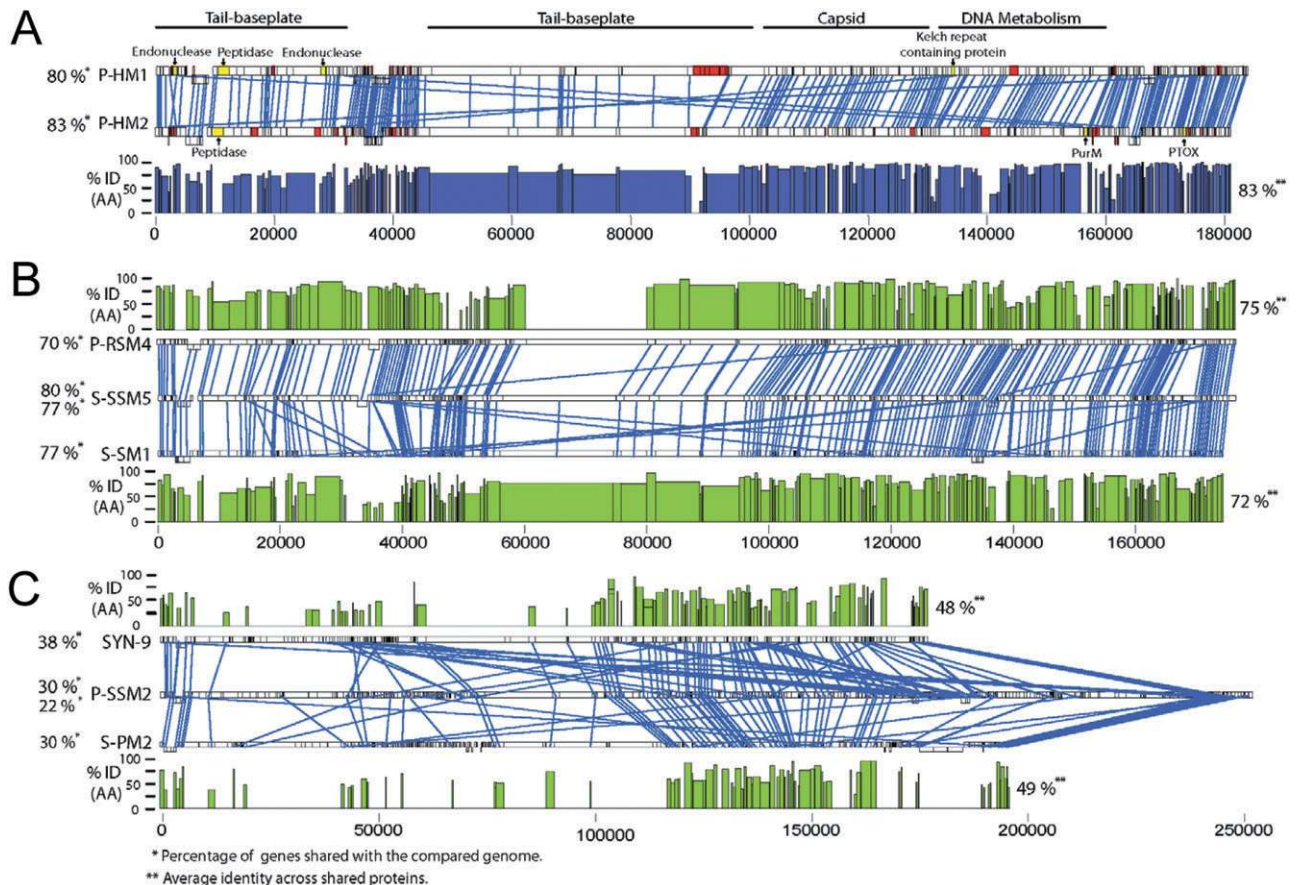 A
Tail-baseplate Tail-baseplate Capsid DNA Metabolism
Kelch repeat
Endonuclease Peptidase Endonuclease containing protein
80 %* P-HM1
83 %* P-HM2
Peptidase PurM PTOX
100
% ID 50
(AA) 0
83 %**
0 20000 40000 60000 80000 100000 120000 140000 160000 180000
B
100
% ID 50
(AA) 0
75 %**
70 %* P-RSM4
80 %* S-SSM5
77 %*
77 %* S-SM1
100
% ID 50
(AA) 0
72 %**
0 20000 40000 60000 80000 100000 120000 140000 160000
C
100
% ID 50
(AA) 0
48 %**
38 %* SYN-9
30 %* P-SSM2
22 %*
30 %* S-PM2
100
% ID 50
(AA) 0
49 %**
0 50000 100000 150000 200000 250000
* Percentage of genes shared with the compared genome.
** Average identity across shared proteins.